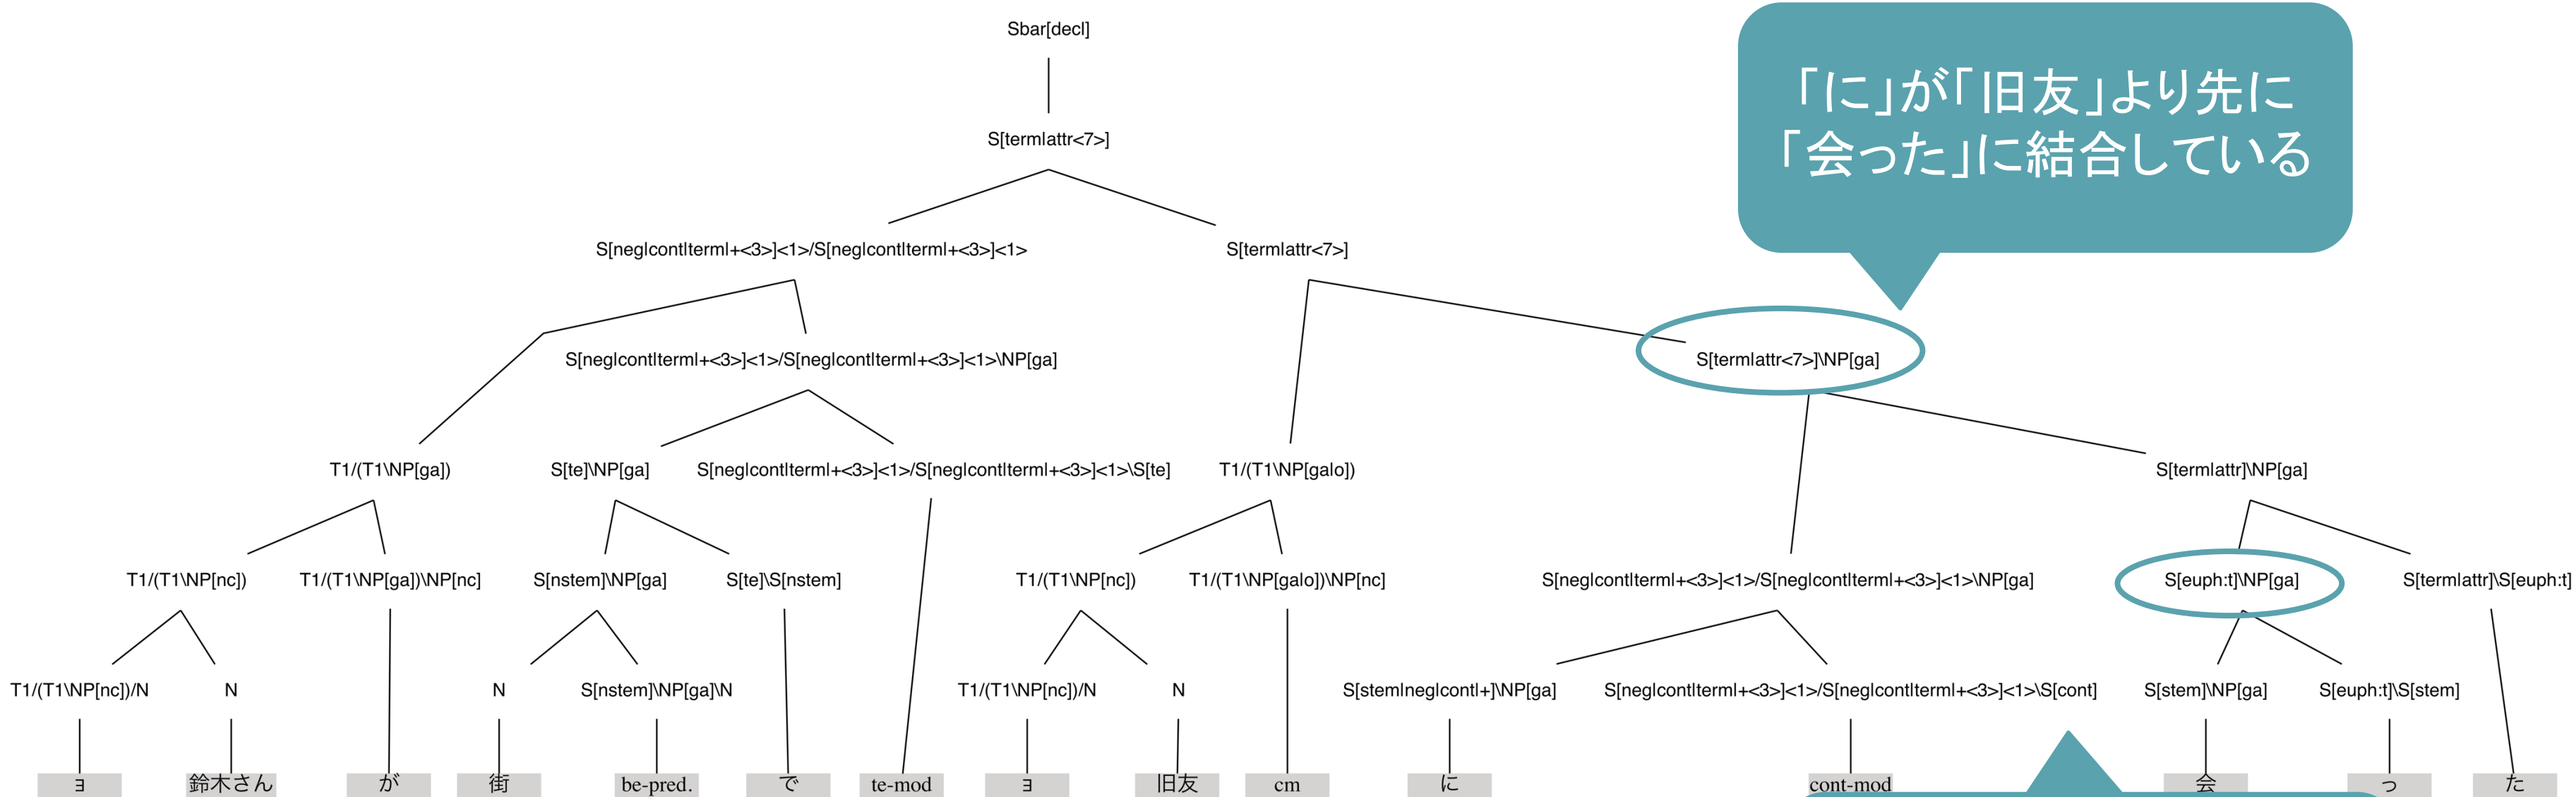 Sbar[decl]
「に」が「旧友」より先に
「会った」に結合している
S[term|attr<7>]
S[neg|cont|term|+<3>]<1>/S[neg|cont|term|+<3>]<1> S[term|attr<7>]
S[neg|cont|term|+<3>]<1>/S[neg|cont|term|+<3>]<1>\NP[ga] S[term|attr<7>]\NP[ga]
T1/(T1\NP[ga]) S[te]\NP[ga] S[neg|cont|term|+<3>]<1>/S[neg|cont|term|+<3>]<1>\S[te] T1/(T1\NP[ga|o]) S[term|attr]\NP[ga]
T1/(T1\NP[nc]) T1/(T1\NP[ga])\NP[nc] S[nstem]\NP[ga] S[te]\S[nstem] T1/(T1\NP[nc]) T1/(T1\NP[ga|o])\NP[nc] S[neg|cont|term|+<3>]<1>/S[neg|cont|term|+<3>]<1>\NP[ga] S[euph:t]\NP[ga] S[term|attr]\S[euph:t]
T1/(T1\NP[nc])/N N N S[nstem]\NP[ga]\N T1/(T1\NP[nc])/N N S[stem|neg|cont|+]\NP[ga] S[neg|cont|term|+<3>]<1>/S[neg|cont|term|+<3>]<1>\S[cont] S[stem]\NP[ga] S[euph:t]\S[stem]
ヨ 鈴木さん が 街 be-pred. で te-mod ヨ 旧友 cm に cont-mod 会 っ た